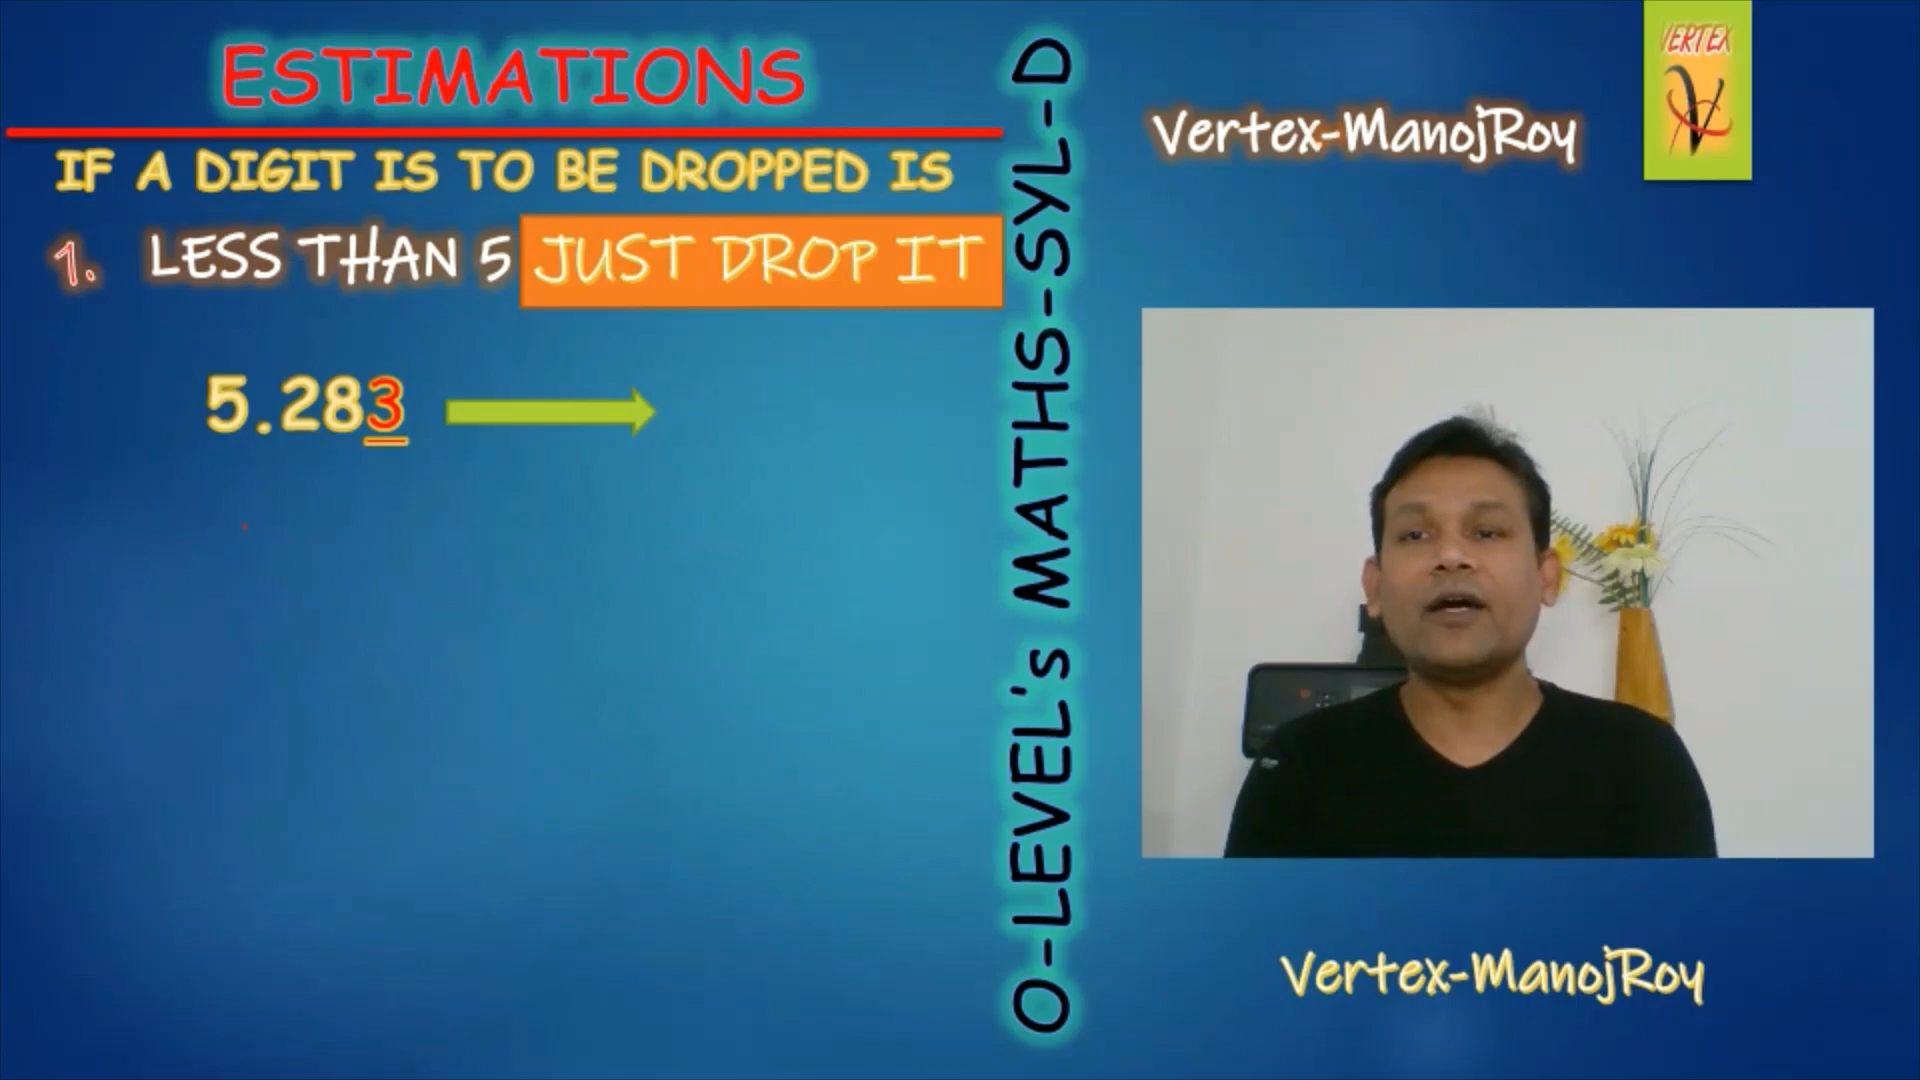 ESTIMATIONS
IF A DIGIT IS TO BE DROPPED IS
1. LESS THAN 5 JUST DROP IT
5.283
O-LEVEL's MATHS-SYL-D
Vertex-ManojRoy
VERTEX
Vertex-ManojRoy